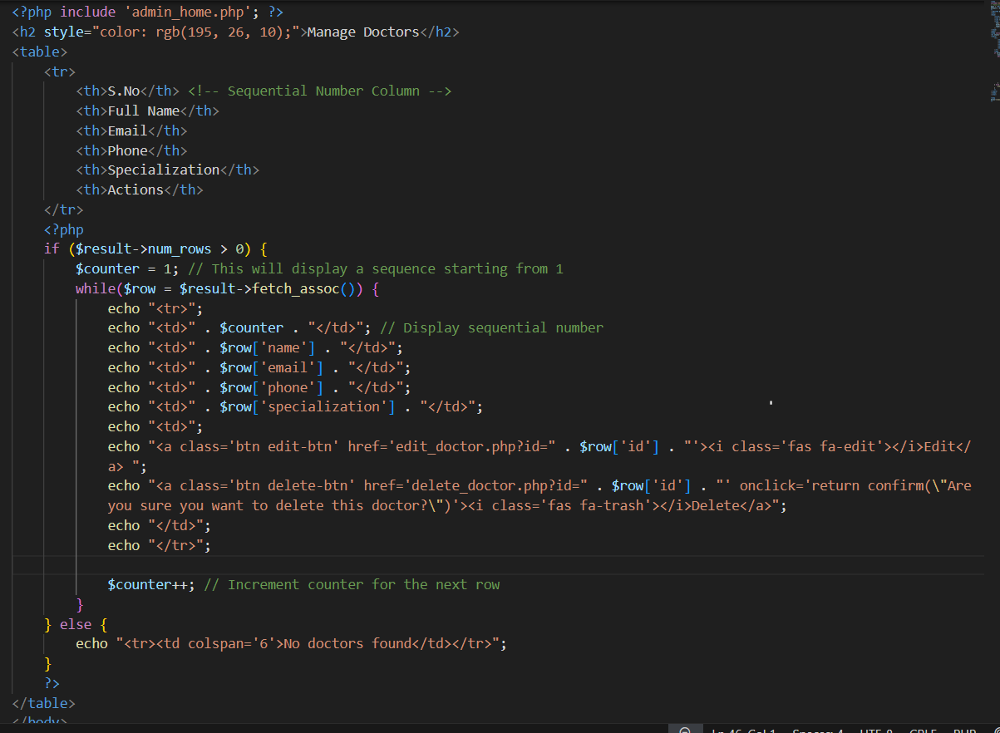 <?php include 'admin_home.php'; ?>
<h2 style="color: rgb(195, 26, 10);">Manage Doctors</h2>
<table>
    <tr>
        <th>S.No</th> <!-- Sequential Number Column -->
        <th>Full Name</th>
        <th>Email</th>
        <th>Phone</th>
        <th>Specialization</th>
        <th>Actions</th>
    </tr>
    <?php
    if ($result->num_rows > 0) {
        $counter = 1; // This will display a sequence starting from 1
        while($row = $result->fetch_assoc()) {
            echo "<tr>";
            echo "<td>" . $counter . "</td>"; // Display sequential number
            echo "<td>" . $row['name'] . "</td>";
            echo "<td>" . $row['email'] . "</td>";
            echo "<td>" . $row['phone'] . "</td>";
            echo "<td>" . $row['specialization'] . "</td>";
            echo "<td>";
            echo "<a class='btn edit-btn' href='edit_doctor.php?id=" . $row['id'] . "'><i class='fas fa-edit'></i>Edit</
            a> ";
            echo "<a class='btn delete-btn' href='delete_doctor.php?id=" . $row['id'] . "' onclick='return confirm(\"Are
            you sure you want to delete this doctor?\")'><i class='fas fa-trash'></i>Delete</a>";
            echo "</td>";
            echo "</tr>";

            $counter++; // Increment counter for the next row
        }
    } else {
        echo "<tr><td colspan='6'>No doctors found</td></tr>";
    }
    ?>
</table>
</body>
Ln 46, Col 1 Spaces: 4 UTF-8 CRLF PHP